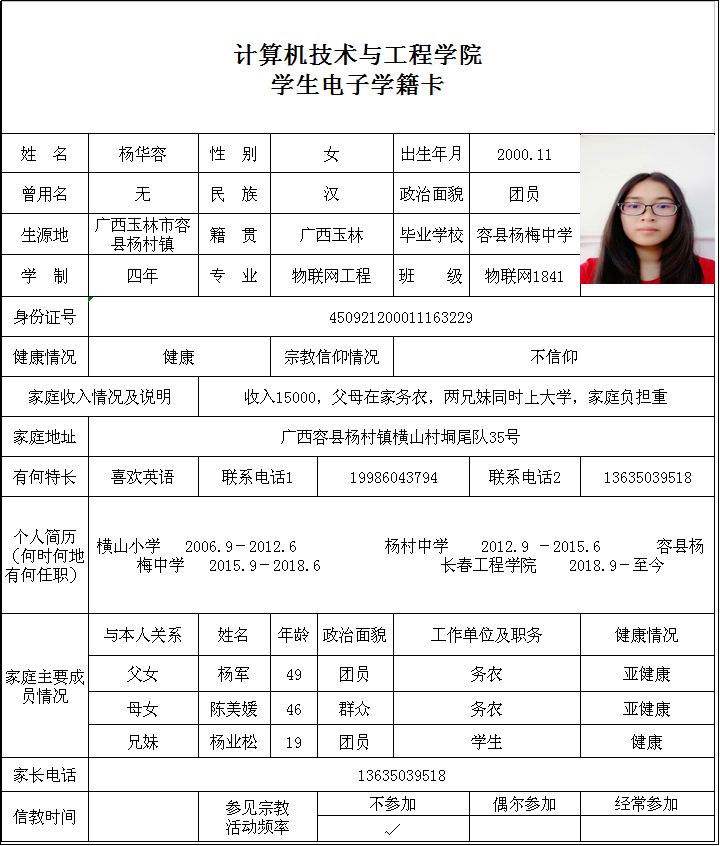 计算机技术与工程学院
学生电子学籍卡
姓 名 杨华容 性 别 女 出生年月 2000.11
曾用名 无 民 族 汉 政治面貌 团员
生源地 广西玉林市容县杨村镇 籍 贯 广西玉林 毕业学校 容县杨梅中学
学 制 四年 专 业 物联网工程 班 级 物联网1841
身份证号 450921200011163229
健康情况 健康 宗教信仰情况 不信仰
家庭收入情况及说明 收入15000，父母在家务农，两兄妹同时上大学，家庭负担重
家庭地址 广西容县杨村镇横山村垌尾队35号
有何特长 喜欢英语 联系电话1 19986043794 联系电话2 13635039518
个人简历
（何时何地
有何任职）
横山小学 2006.9－2012.6 杨村中学 2012.9 －2015.6 容县杨
梅中学 2015.9－2018.6 长春工程学院 2018.9－至今
家庭主要成
员情况
与本人关系 姓名 年龄 政治面貌 工作单位及职务 健康情况
父女 杨军 49 团员 务农 亚健康
母女 陈美媛 46 群众 务农 亚健康
兄妹 杨业松 19 团员 学生 健康
家长电话 13635039518
信教时间 参见宗教
活动频率
不参加 偶尔参加 经常参加
✓